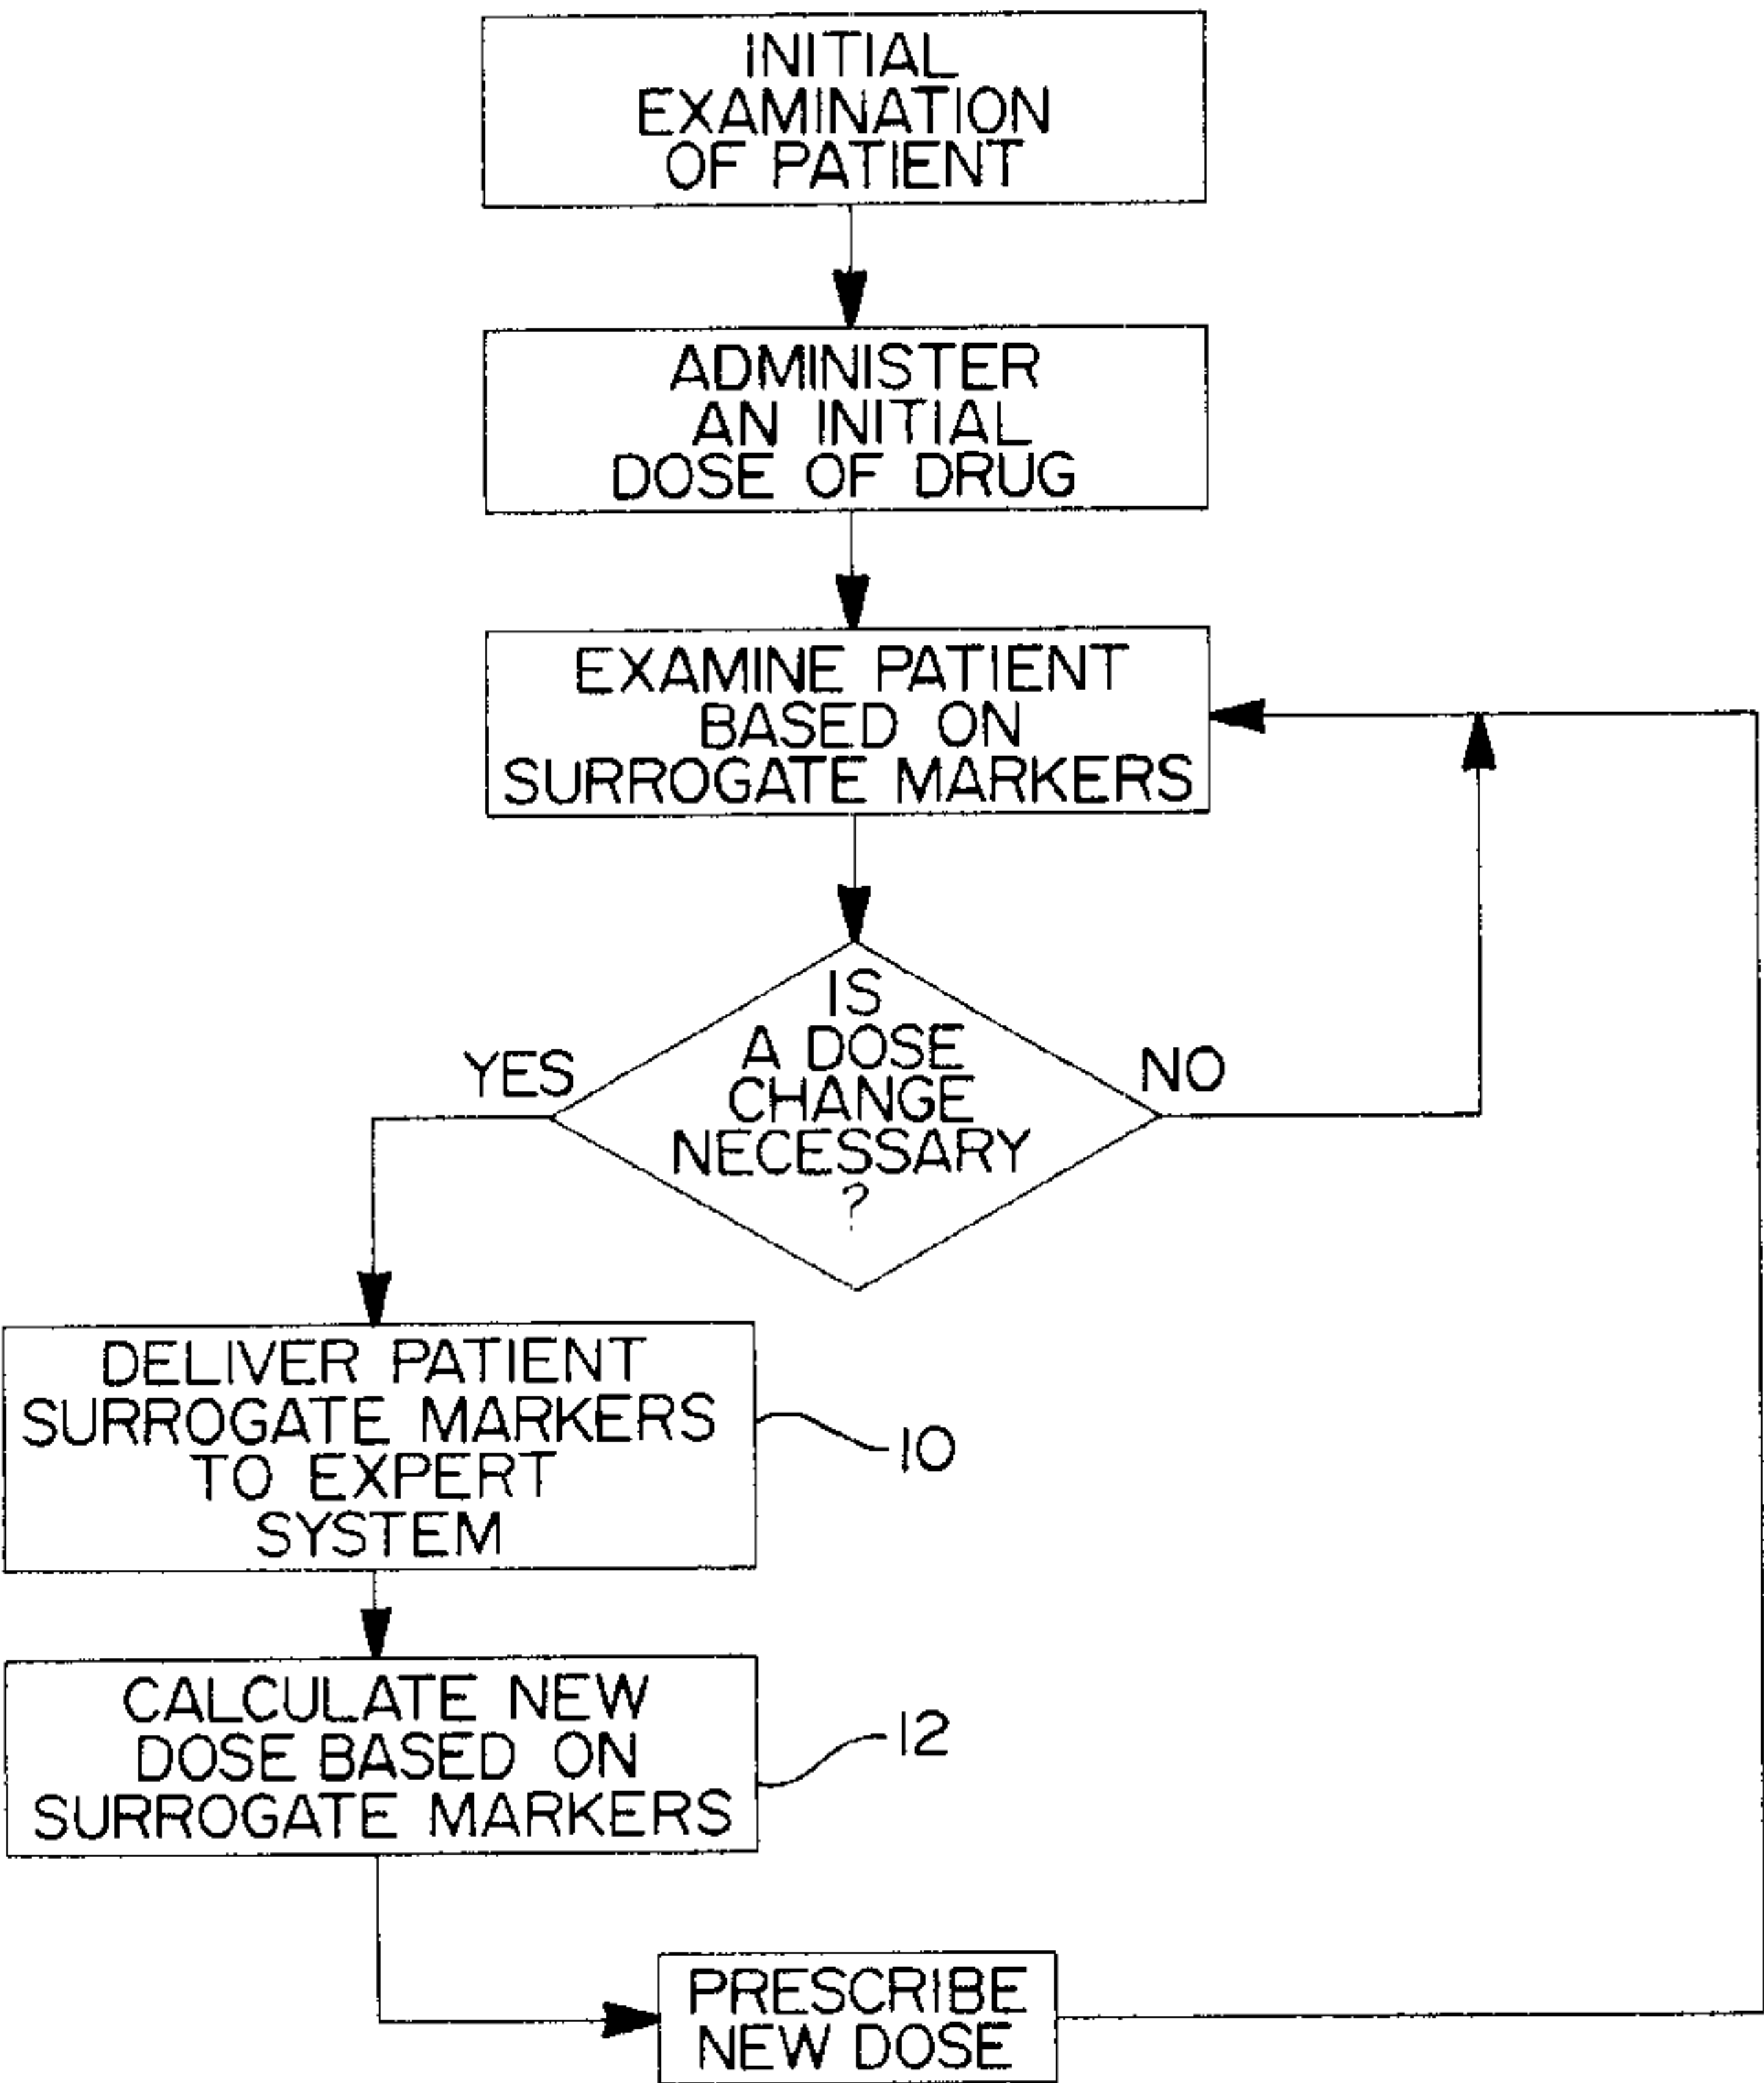 INITIAL
EXAMINATION
OF PATIENT
ADMINISTER
AN INITIAL
DOSE OF DRUG
EXAMINE PATIENT
BASED ON
SURROGATE MARKERS
IS
A DOSE
CHANGE
NECESSARY
?
YES
NO
DELIVER PATIENT
SURROGATE MARKERS
TO EXPERT
SYSTEM
10
CALCULATE NEW
DOSE BASED ON
SURROGATE MARKERS
12
PRESCRIBE
NEW DOSE